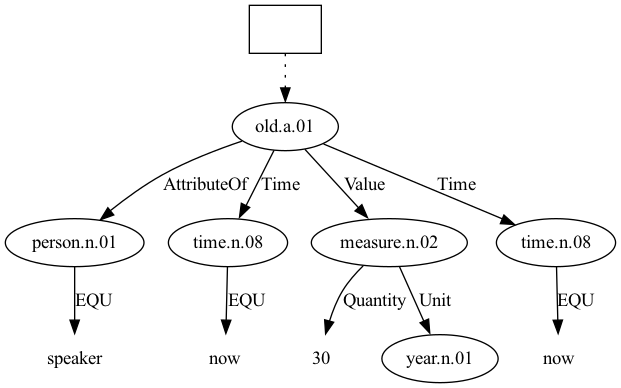 old.a.01
AttributeOf Time Value Time
person.n.01 time.n.08 measure.n.02 time.n.08
EQU EQU Quantity Unit EQU
speaker now 30 year.n.01 now